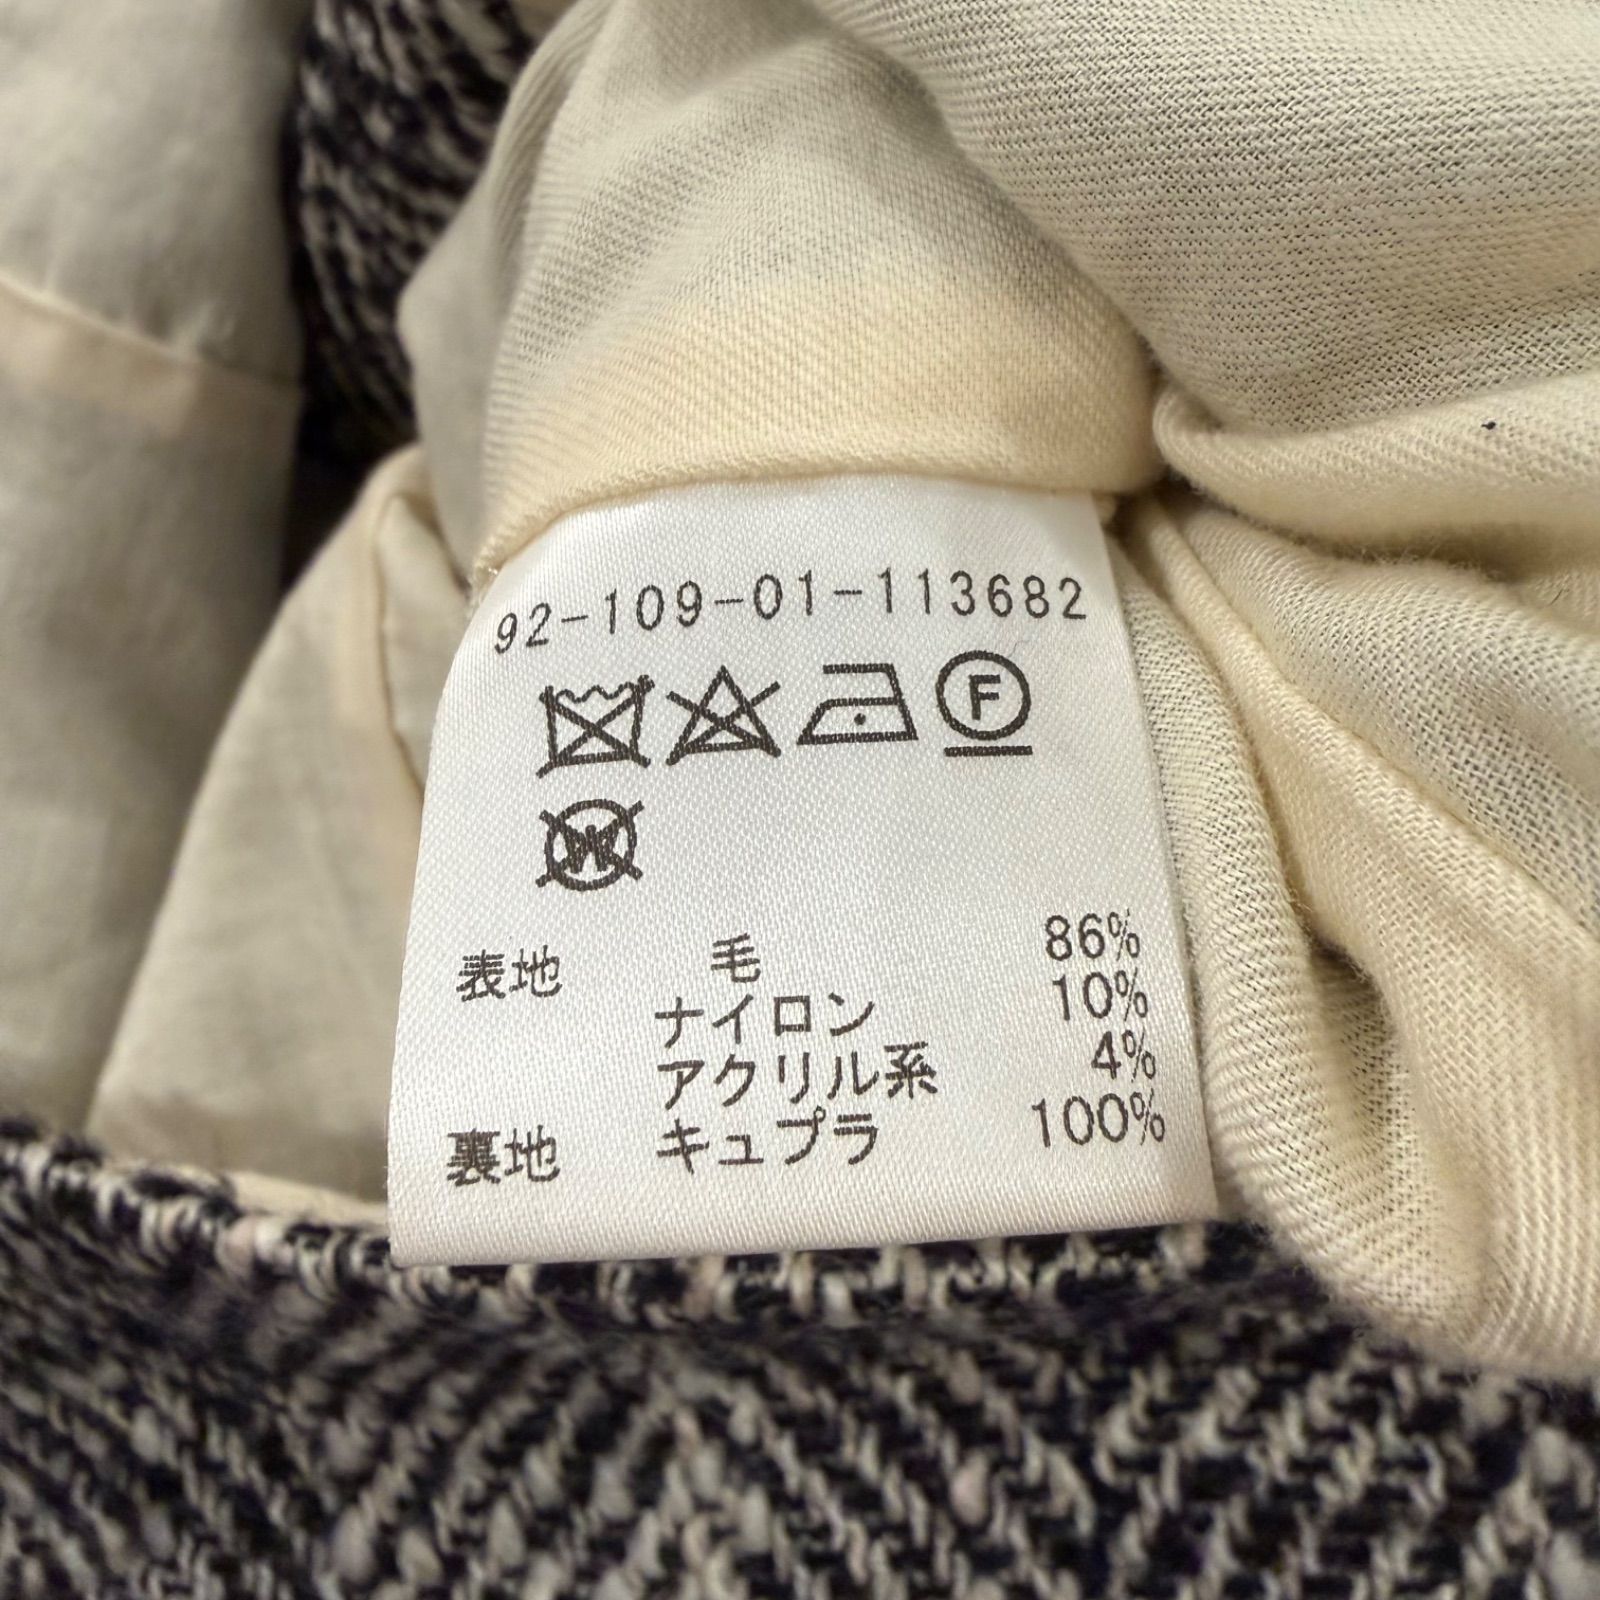 92-109-01-113682
F
W
表地 毛 86%
ナイロン 10%
アクリル系 4%
裏地 キュプラ 100%